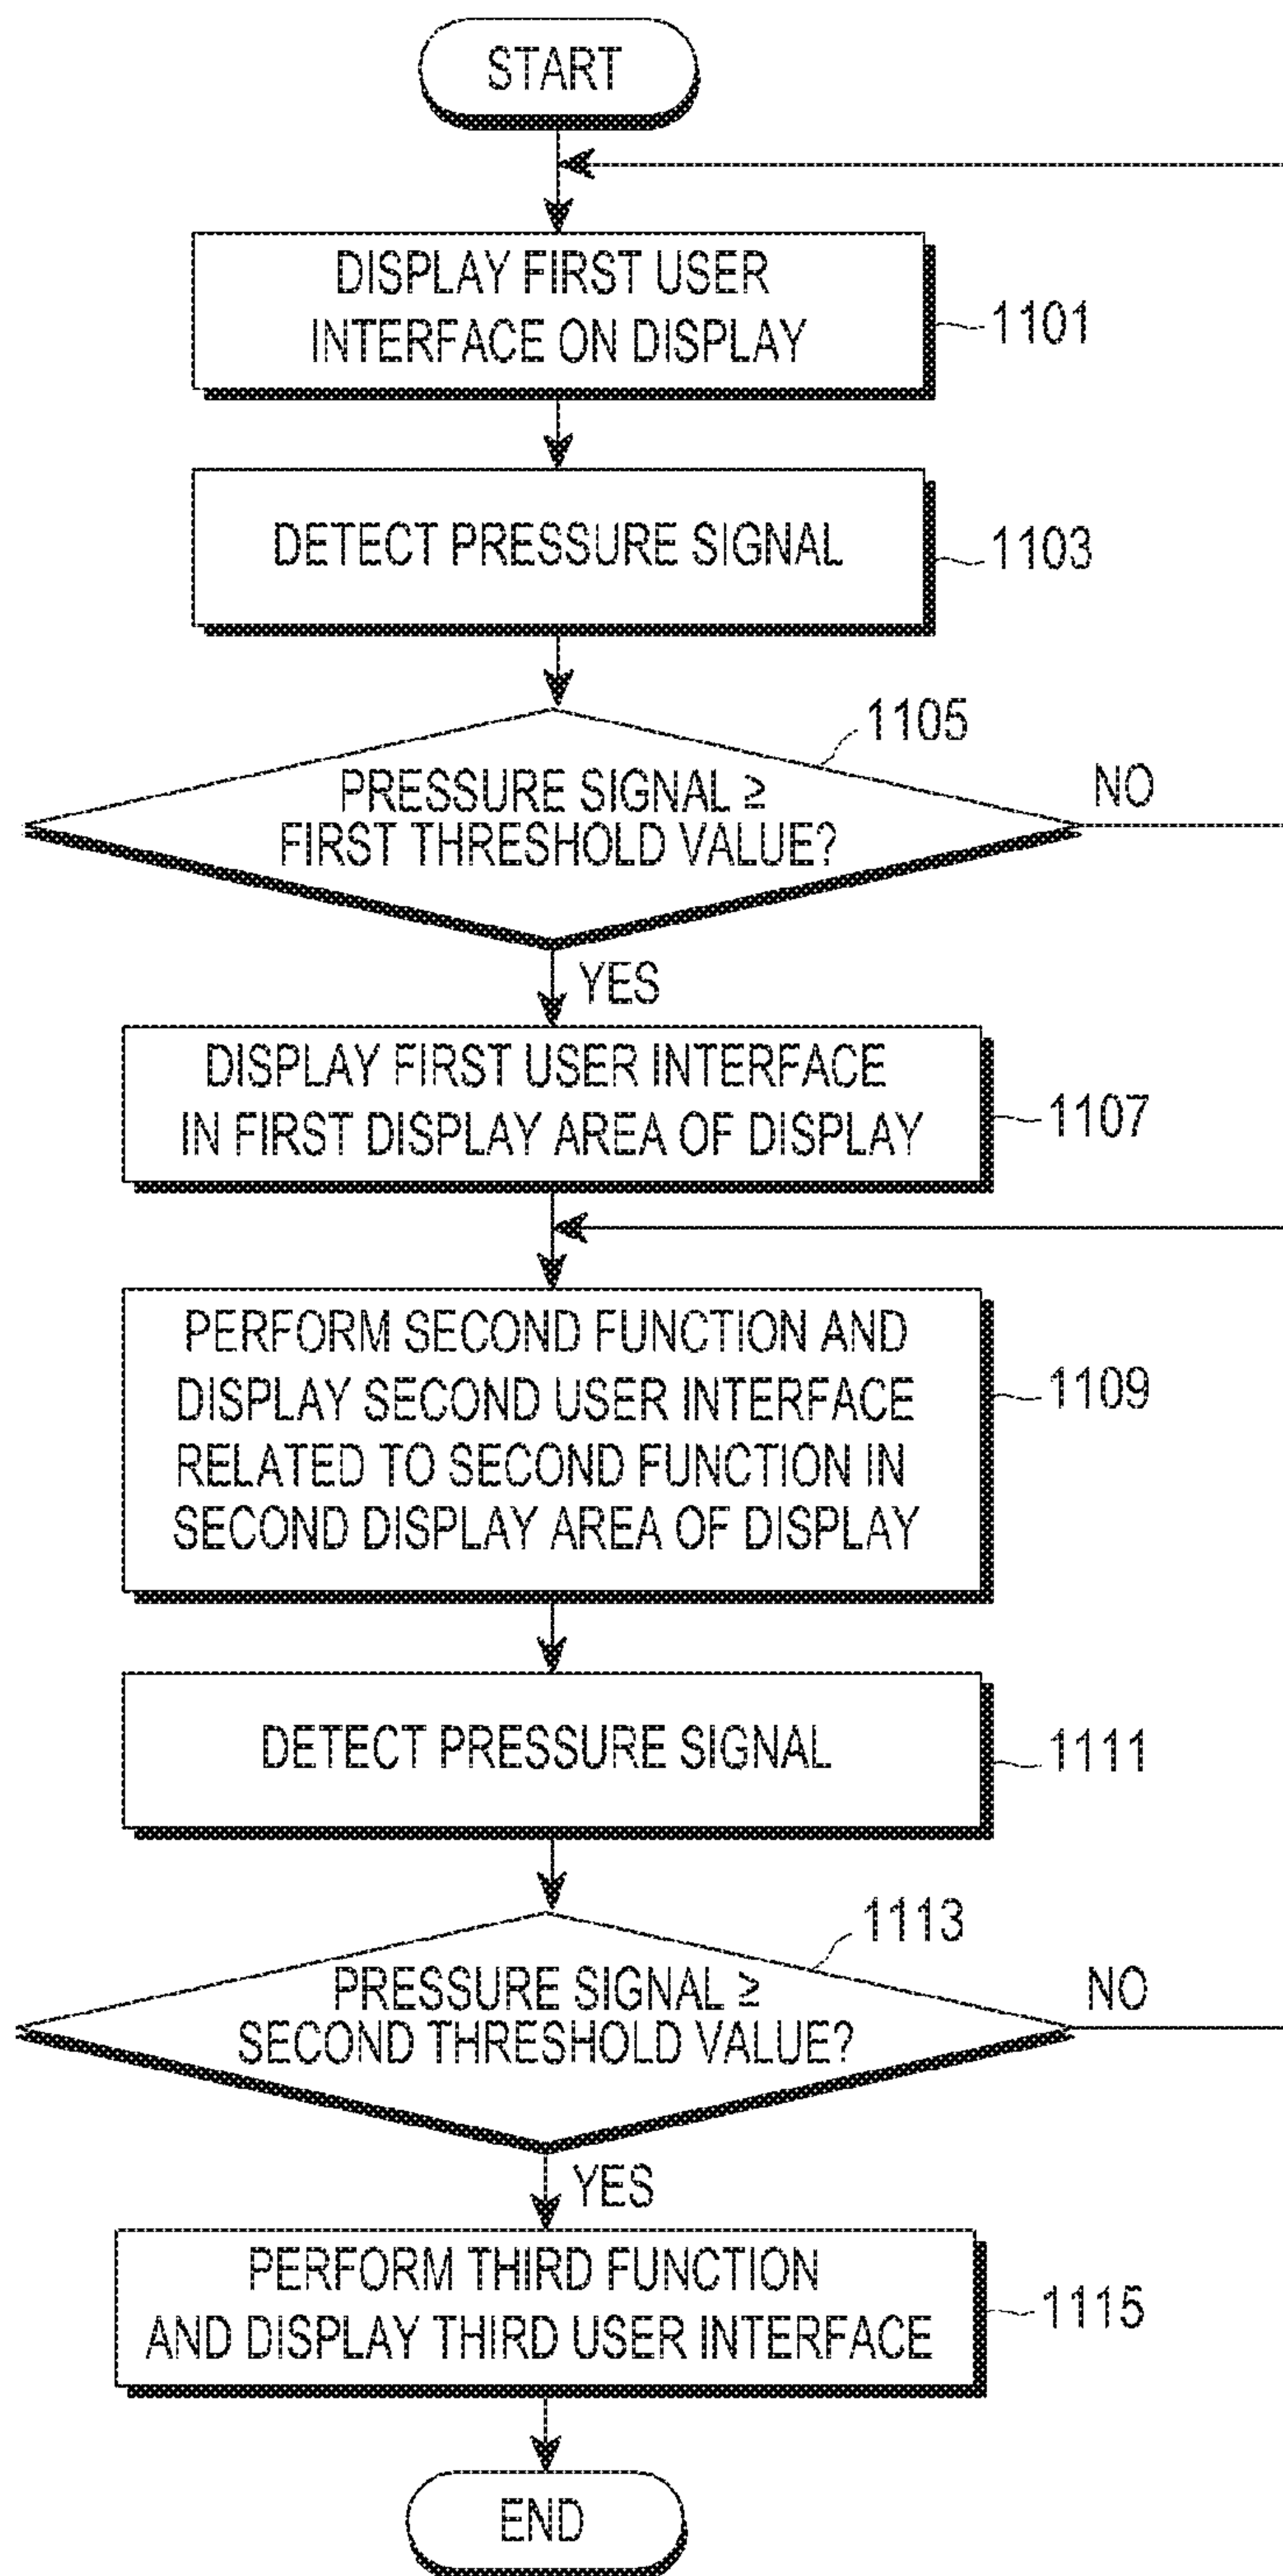 START
DISPLAY FIRST USER
INTERFACE ON DISPLAY
1101
DETECT PRESSURE SIGNAL
1103
1105
PRESSURE SIGNAL ≥
FIRST THRESHOLD VALUE?
NO
YES
DISPLAY FIRST USER INTERFACE
IN FIRST DISPLAY AREA OF DISPLAY
1107
PERFORM SECOND FUNCTION AND
DISPLAY SECOND USER INTERFACE
RELATED TO SECOND FUNCTION IN
SECOND DISPLAY AREA OF DISPLAY
1109
DETECT PRESSURE SIGNAL
1111
1113
PRESSURE SIGNAL ≥
SECOND THRESHOLD VALUE?
NO
YES
PERFORM THIRD FUNCTION
AND DISPLAY THIRD USER INTERFACE
1115
END